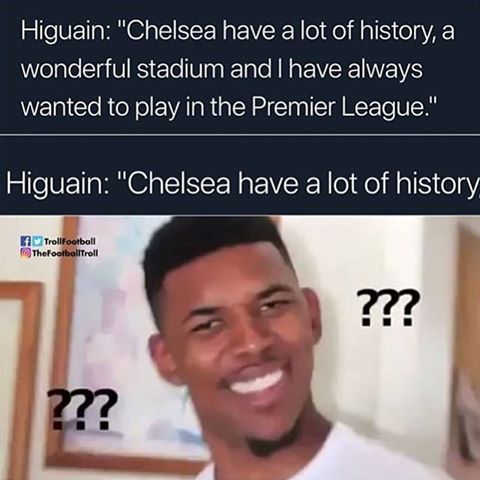 Higuain: "Chelsea have a lot of history, a
wonderful stadium and I have always
wanted to play in the Premier League."
Higuain: "Chelsea have a lot of history,
TrollFootball
TheFootballTroll
???
???